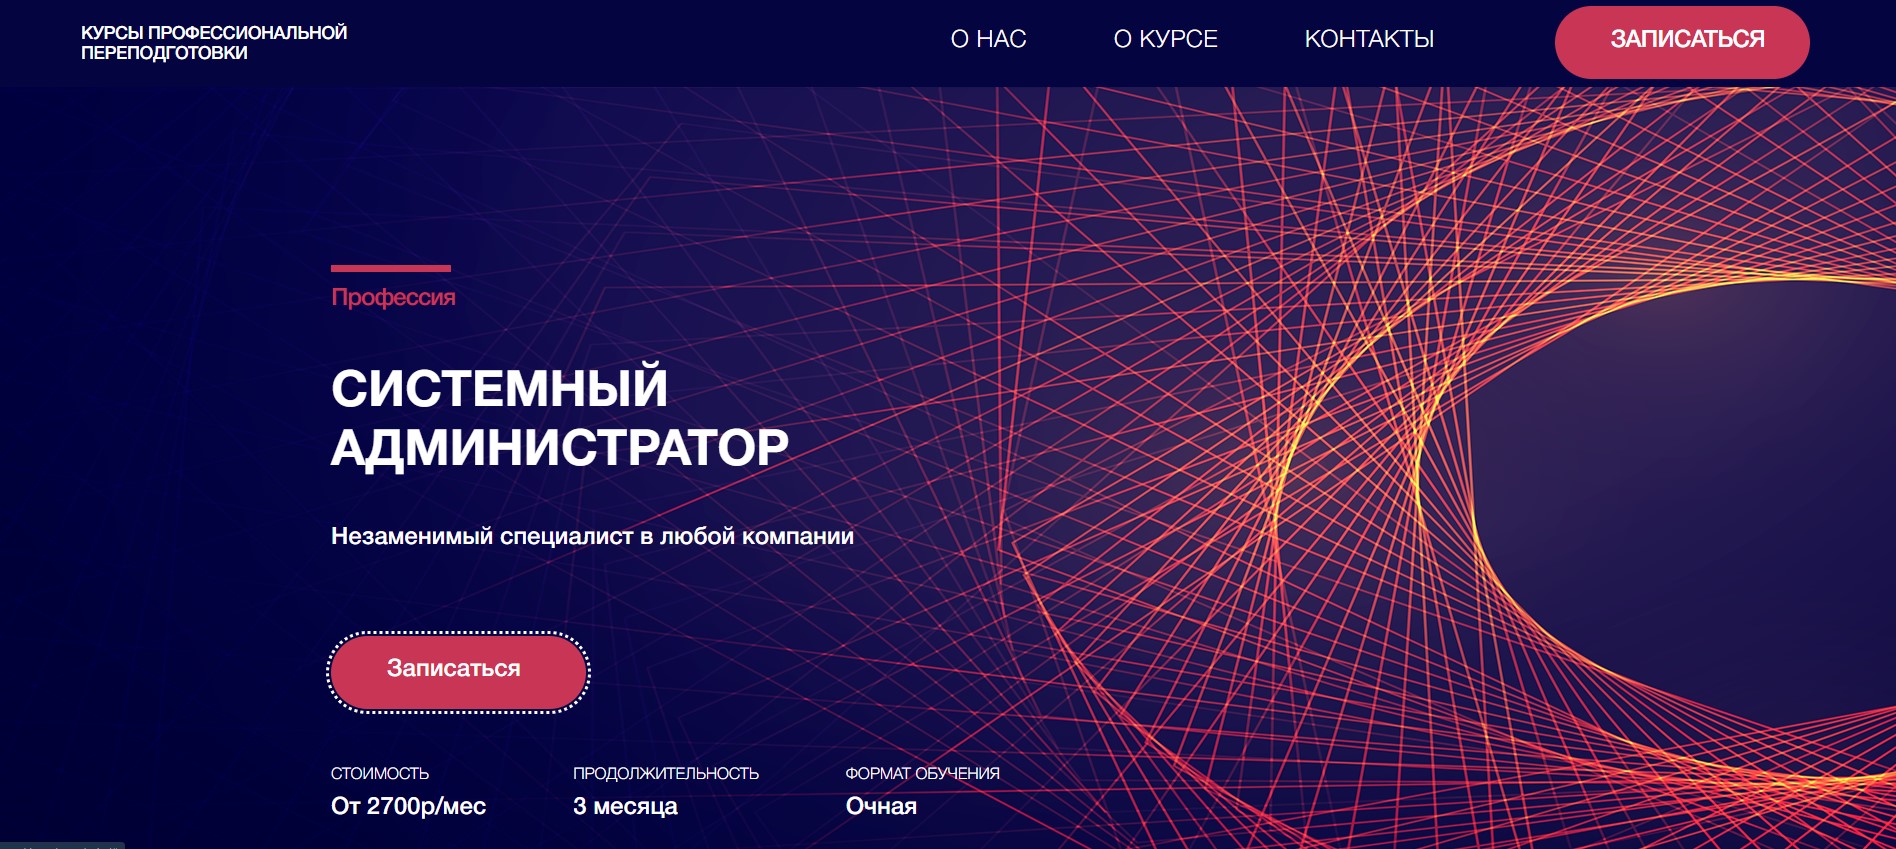 КУРСЫ ПРОФЕССИОНАЛЬНОЙ
ПЕРЕПОДГОТОВКИ
О НАС
О КУРСЕ
КОНТАКТЫ
ЗАПИСАТЬСЯ
Профессия
СИСТЕМНЫЙ
АДМИНИСТРАТОР
Незаменимый специалист в любой компании
Записаться
СТОИМОСТЬ
От 2700р/мес
ПРОДОЛЖИТЕЛЬНОСТЬ
3 месяца
ФОРМАТ ОБУЧЕНИЯ
Очная